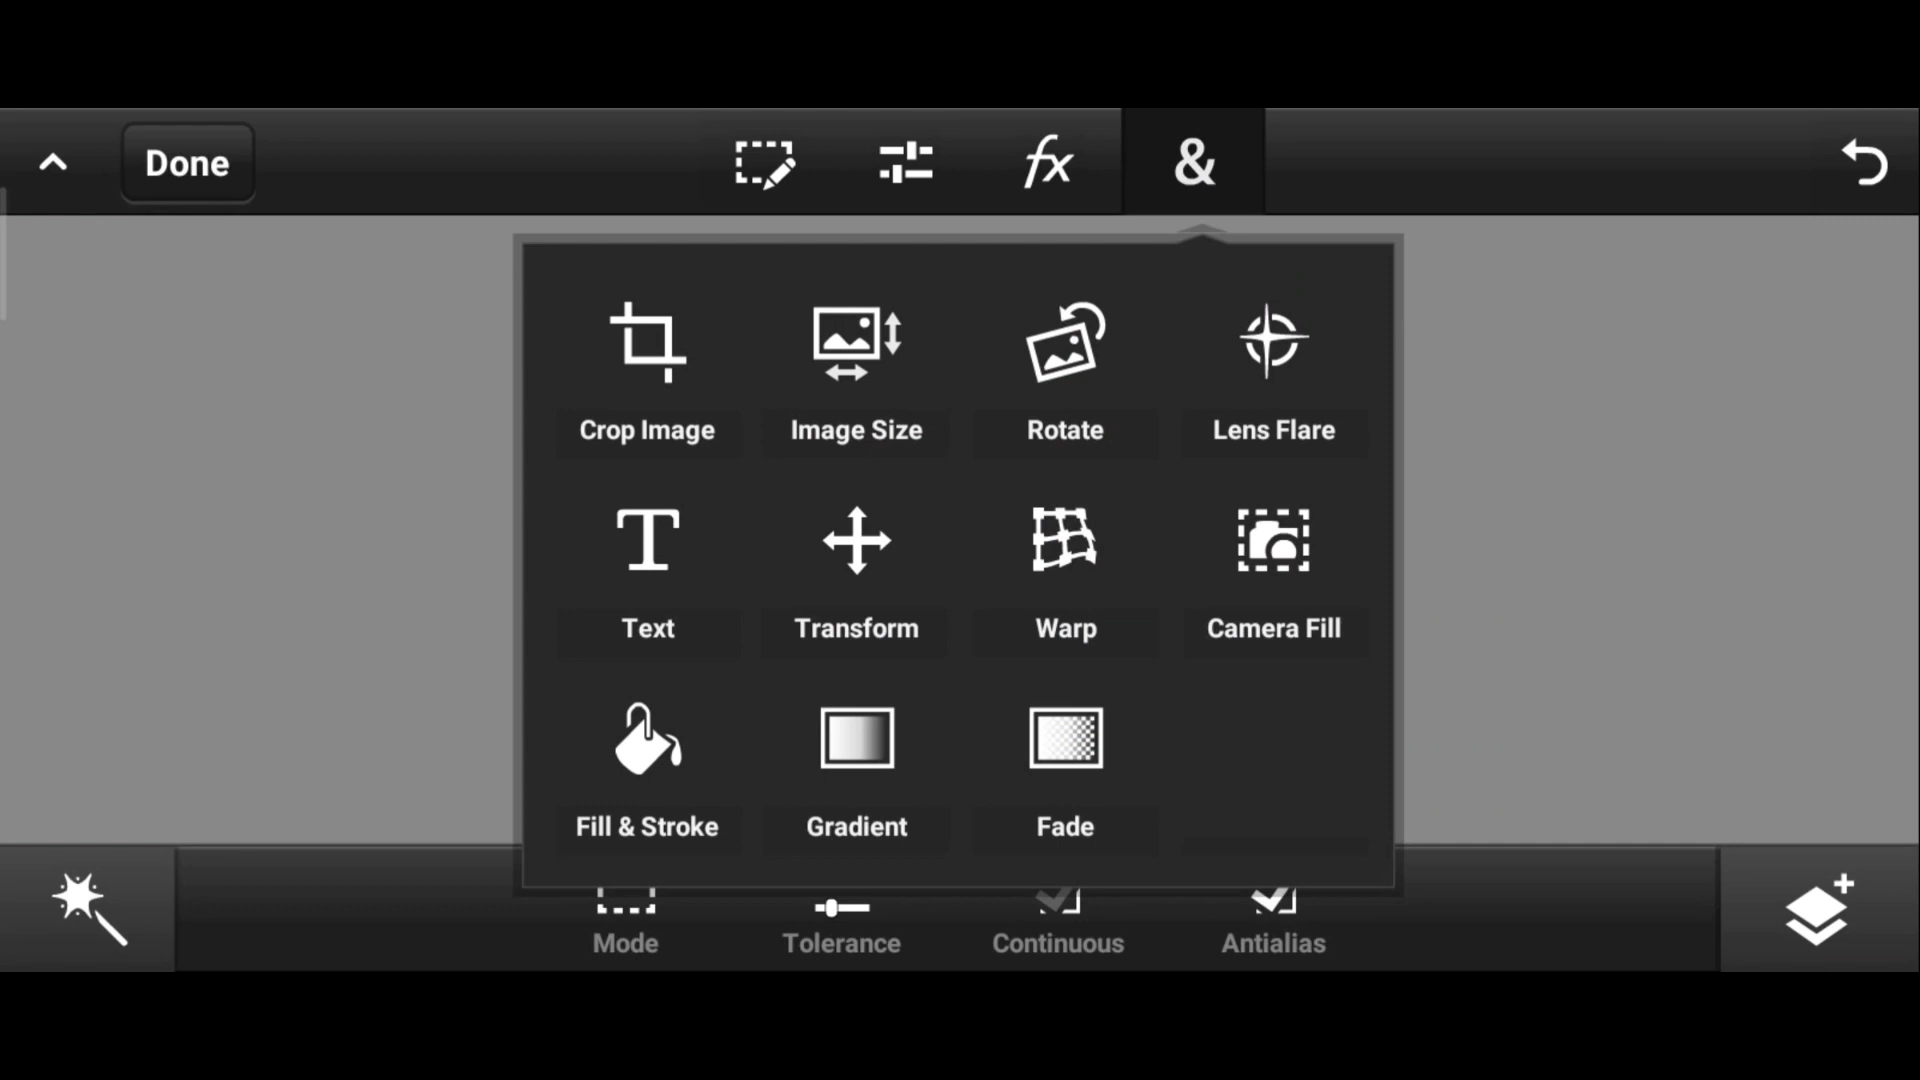 Done
fx
&
Crop Image
Image Size
Rotate
Lens Flare
T
Text
Transform
Warp
Camera Fill
Fill & Stroke
Gradient
Fade
Mode
Tolerance
Continuous
Antialias